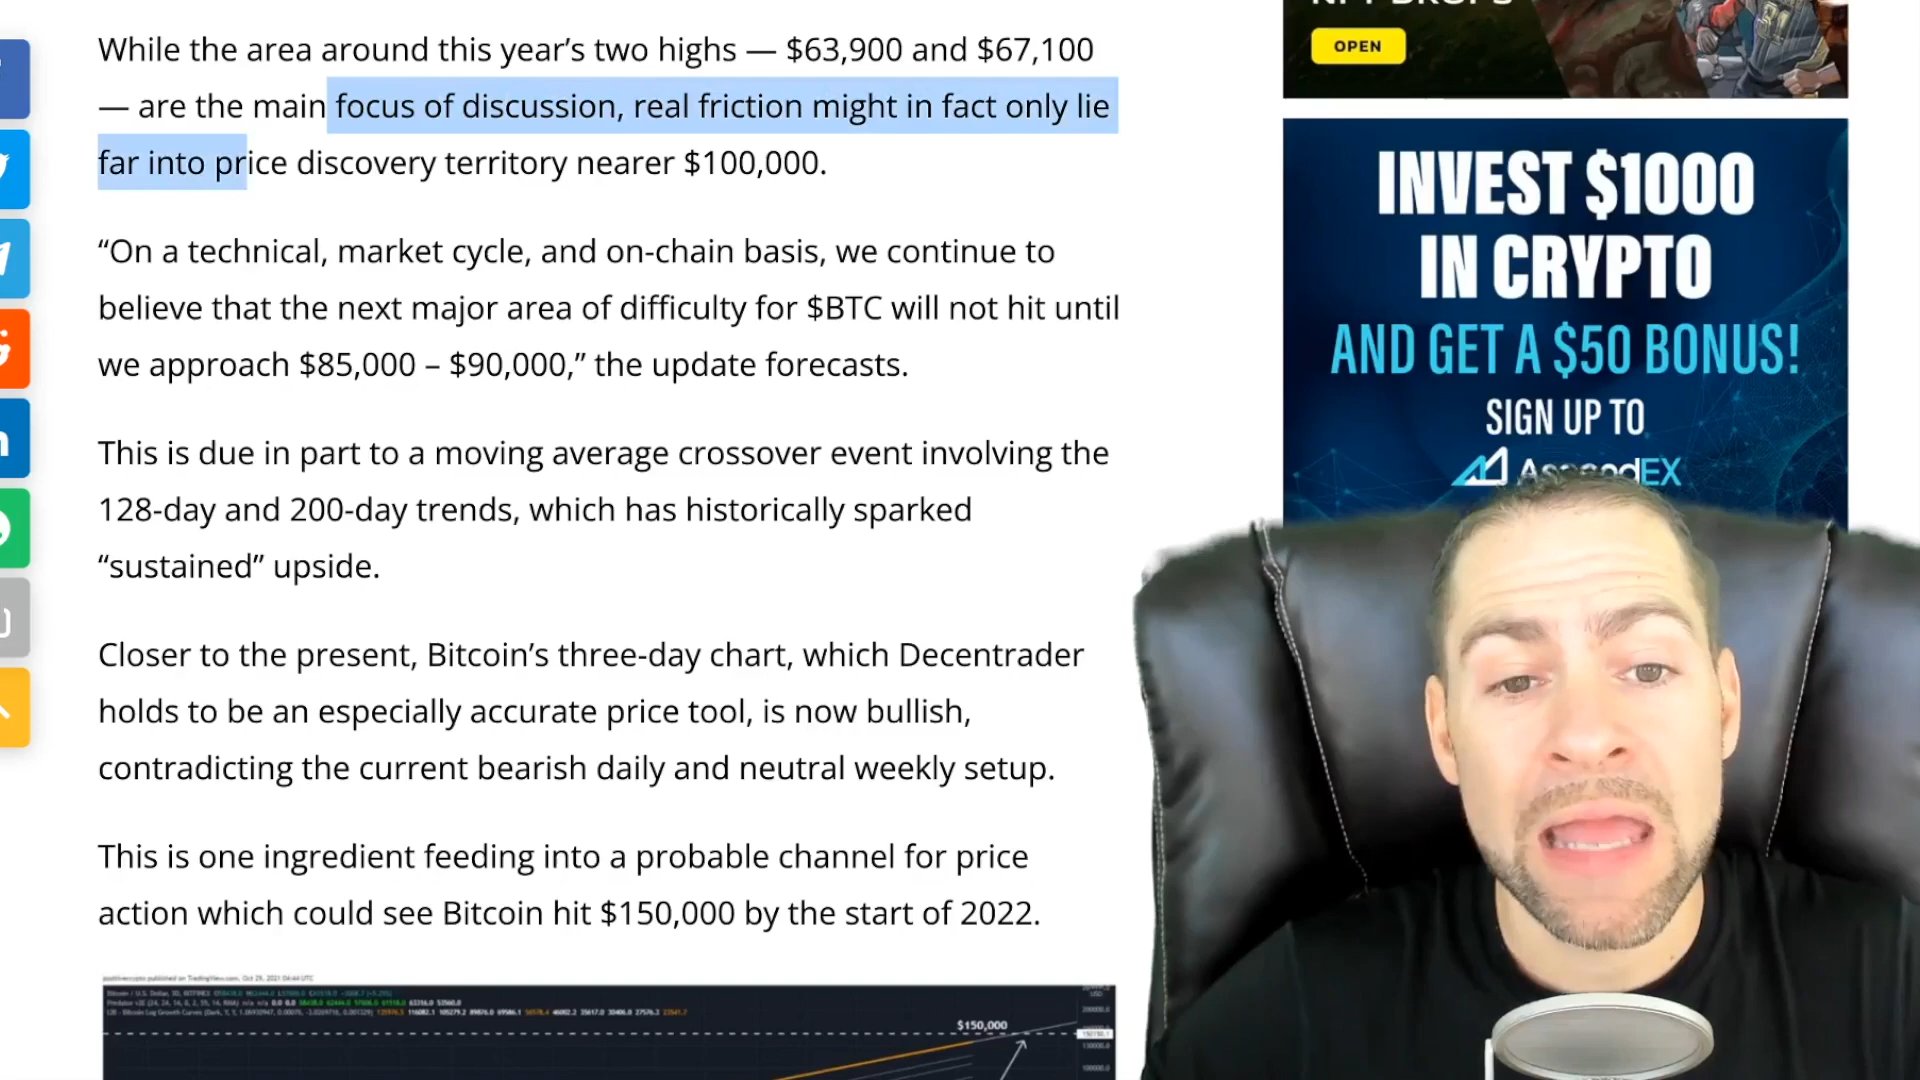 While the area around this year’s two highs — $63,900 and $67,100
— are the main focus of discussion, real friction might in fact only lie
far into price discovery territory nearer $100,000.
“On a technical, market cycle, and on-chain basis, we continue to
believe that the next major area of difficulty for $BTC will not hit until
we approach $85,000 – $90,000,” the update forecasts.
This is due in part to a moving average crossover event involving the
128-day and 200-day trends, which has historically sparked
“sustained” upside.
Closer to the present, Bitcoin’s three-day chart, which Decentrader
holds to be an especially accurate price tool, is now bullish,
contradicting the current bearish daily and neutral weekly setup.
This is one ingredient feeding into a probable channel for price
action which could see Bitcoin hit $150,000 by the start of 2022.
$150,000
OPEN
INVEST $1000
IN CRYPTO
AND GET A $50 BONUS!
SIGN UP TO
AscendEX